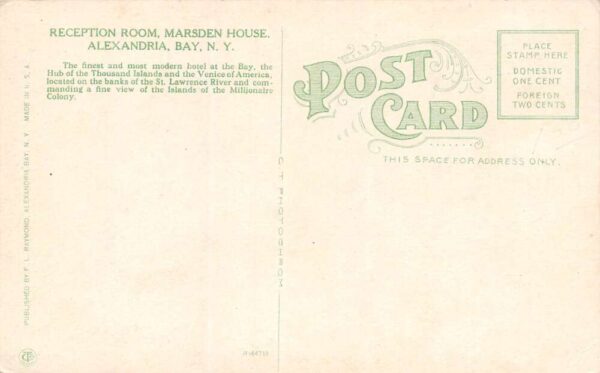 RECEPTION ROOM, MARSDEN HOUSE.
ALEXANDRIA, BAY, N. Y.
The finest and most modern hotel at the Bay, the
Hub of the Thousand Islands and the Venice of America,
located on the banks of the St. Lawrence River and com-
manding a fine view of the Islands of the Millionaire
Colony.
POST
CARD
THIS SPACE FOR ADDRESS ONLY.
PLACE
STAMP HERE
DOMESTIC
ONE CENT
FOREIGN
TWO CENTS
PUBLISHED BY F. L. RAYMOND, ALEXANDRIA BAY, N. Y. MADE IN U. S. A.